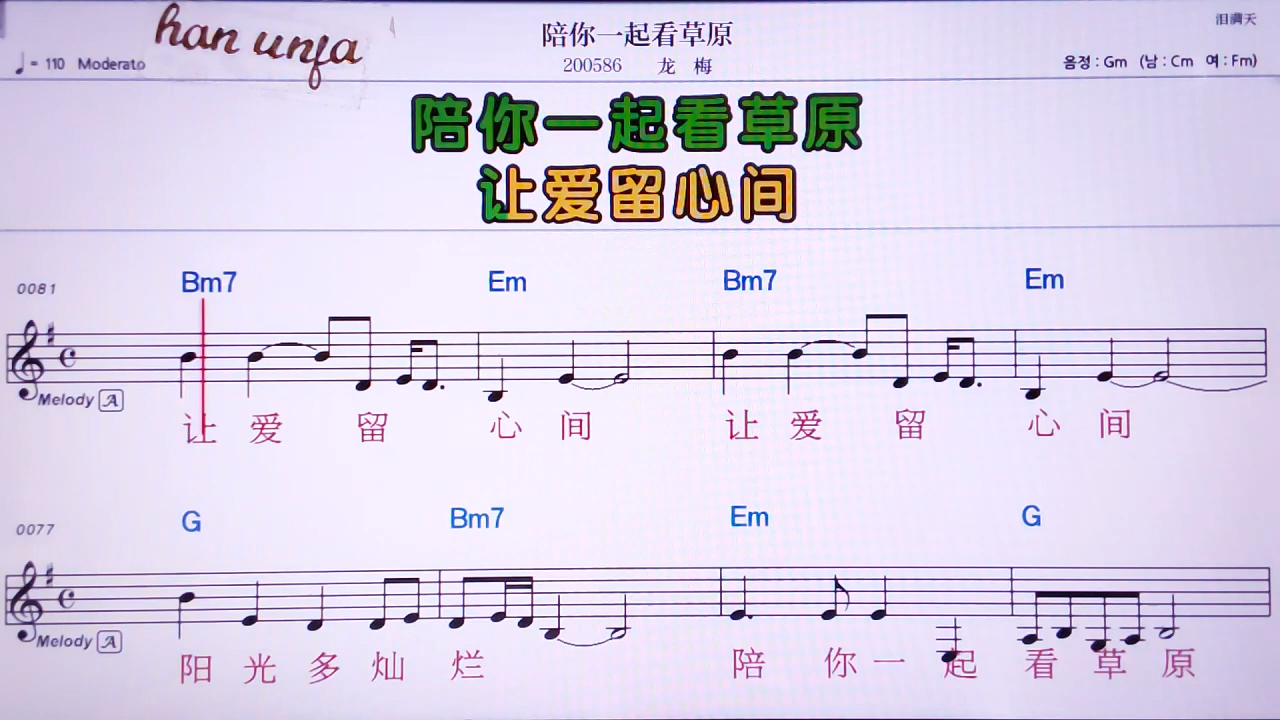 han unfa
陪你一起看草原
泪满天
♩= 110 Moderato
200586 龙 梅
음정 : Gm (남 : Cm 여 : Fm)
陪你一起看草原
让爱留心间
0081 Bm7 Em Bm7 Em
Melody A
让 爱 留 心 间 让 爱 留 心 间
0077 G Bm7 Em G
Melody A
阳 光 多 灿 烂 陪 你 一 起 看 草 原